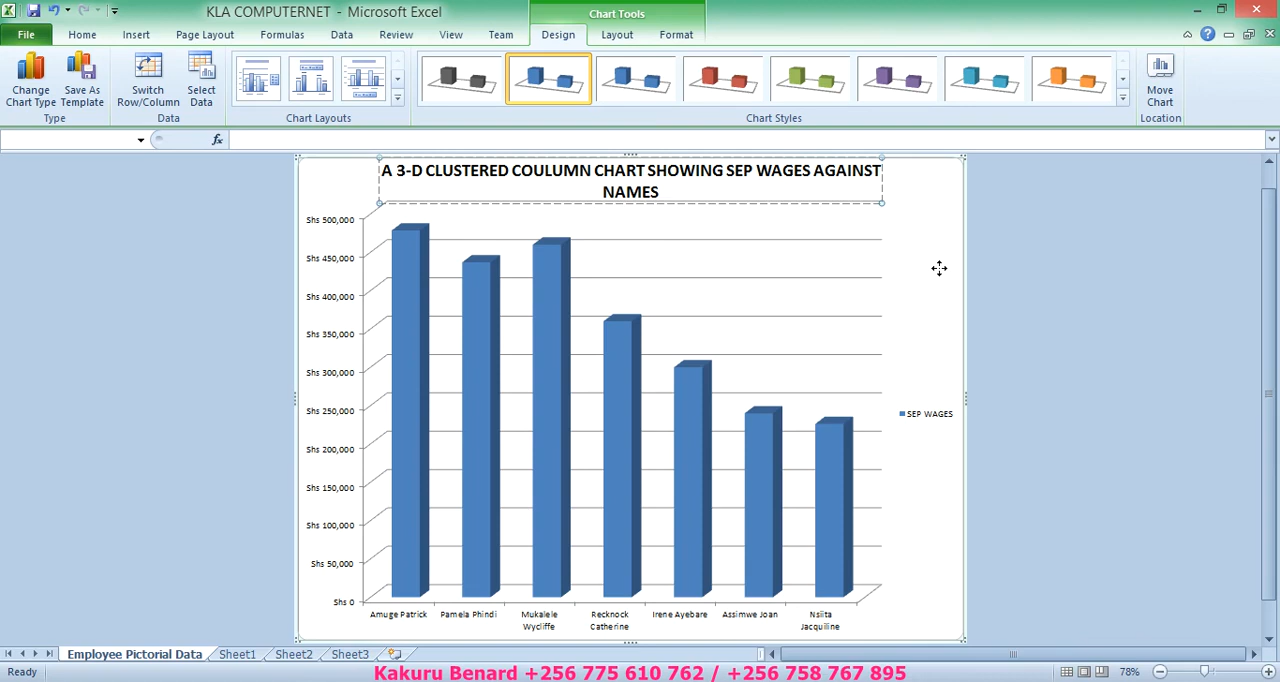 KLA COMPUTERNET - Microsoft Excel
Chart Tools
File Home Insert Page Layout Formulas Data Review View Team Design Layout Format
Change Chart Type
Save As Template
Switch Row/Column
Select Data
Move Chart
Type Data Chart Layouts Chart Styles Location
fx
A 3-D CLUSTERED COULUMN CHART SHOWING SEP WAGES AGAINST
NAMES
Shs 500,000
Shs 450,000
Shs 400,000
Shs 350,000
Shs 300,000
Shs 250,000
Shs 200,000
Shs 150,000
Shs 100,000
Shs 50,000
Shs 0
SEP WAGES
Amuge Patrick
Pamela Phindi
Mukalele
Wycliffe
Recknock
Catherine
Irene Ayebare
Assimwe Joan
Nsiita
Jacquiline
Employee Pictorial Data Sheet1 Sheet2 Sheet3
Ready
Kakuru Benard +256 775 610 762 / +256 758 767 895
78%